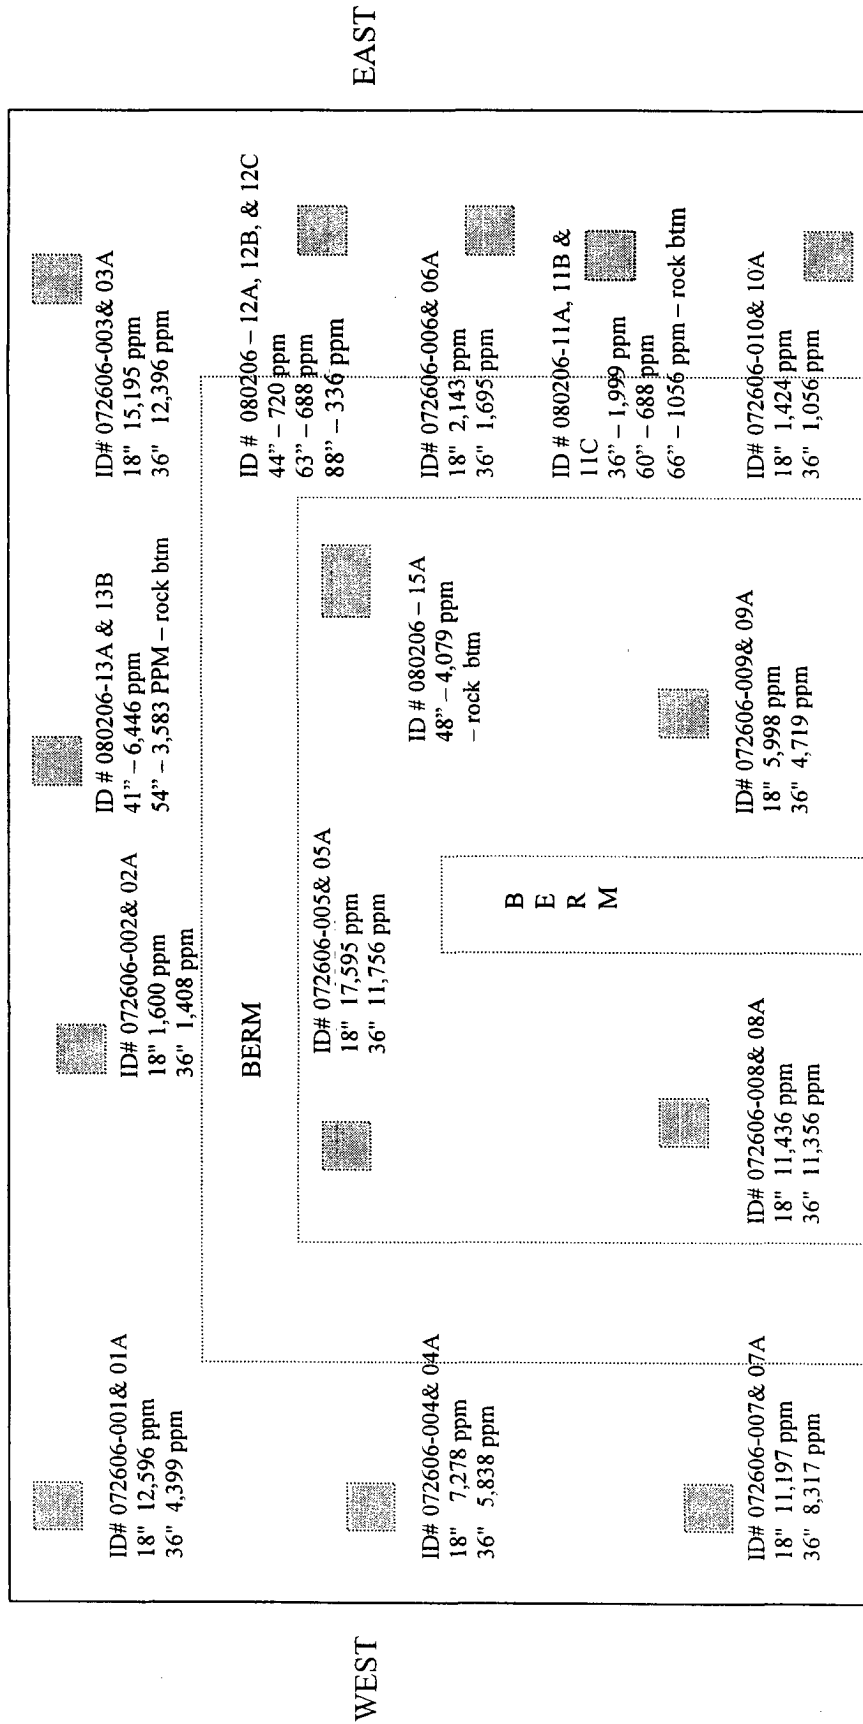 WEST
EAST
ID# 072606-001& 01A
18" 12,596 ppm
36" 4,399 ppm
ID# 072606-002& 02A
18" 1,600 ppm
36" 1,408 ppm
ID # 080206-13A & 13B
41” – 6,446 ppm
54” – 3,583 PPM – rock btm
ID# 072606-003& 03A
18" 15,195 ppm
36" 12,396 ppm
BERM
ID # 080206 – 12A, 12B, & 12C
44” – 720 ppm
63” – 688 ppm
88” – 336 ppm
ID# 072606-004& 04A
18" 7,278 ppm
36" 5,838 ppm
ID# 072606-005& 05A
18" 17,595 ppm
36" 11,756 ppm
ID # 080206 – 15A
48” – 4,079 ppm
– rock btm
ID# 072606-006& 06A
18" 2,143 ppm
36" 1,695 ppm
B
E
R
M
ID # 080206-11A, 11B &
11C
36” – 1,999 ppm
60” – 688 ppm
66” – 1056 ppm – rock btm
ID# 072606-007& 07A
18" 11,197 ppm
36" 8,317 ppm
ID# 072606-008& 08A
18" 11,436 ppm
36" 11,356 ppm
ID# 072606-009& 09A
18" 5,998 ppm
36" 4,719 ppm
ID# 072606-010& 10A
18" 1,424 ppm
36" 1,056 ppm